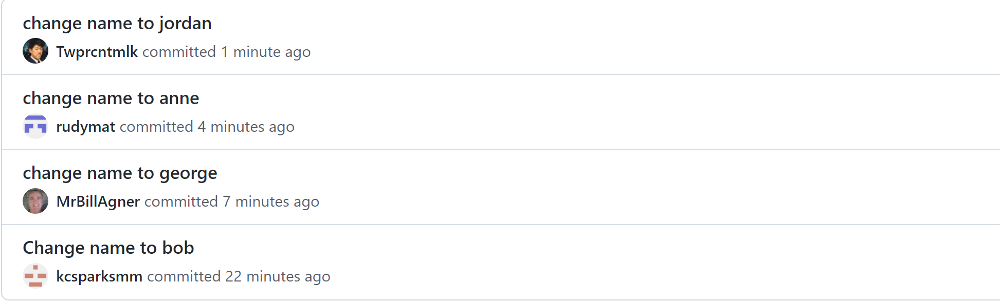 change name to jordan
Twprcntmlk committed 1 minute ago
change name to anne
rudymat committed 4 minutes ago
change name to george
MrBillAgner committed 7 minutes ago
Change name to bob
kcsparksmm committed 22 minutes ago